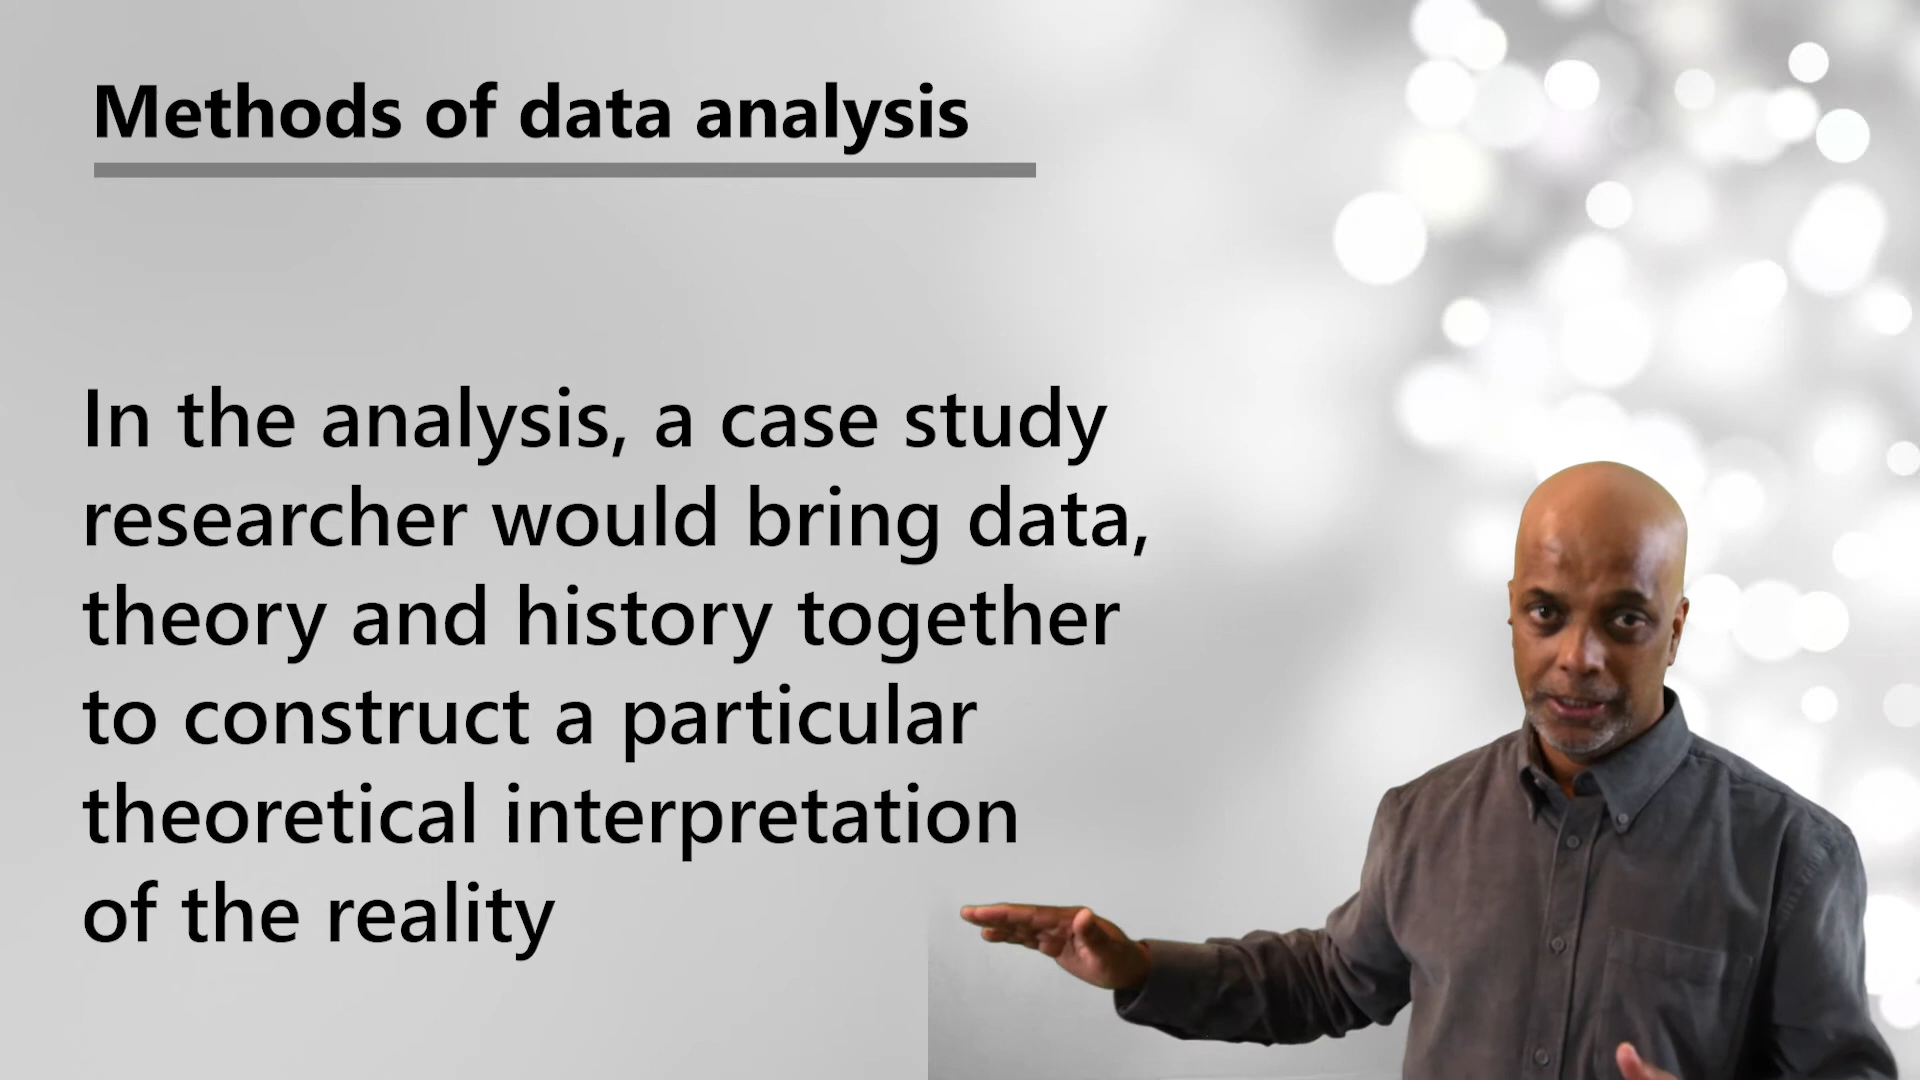 Methods of data analysis
In the analysis, a case study
researcher would bring data,
theory and history together
to construct a particular
theoretical interpretation
of the reality